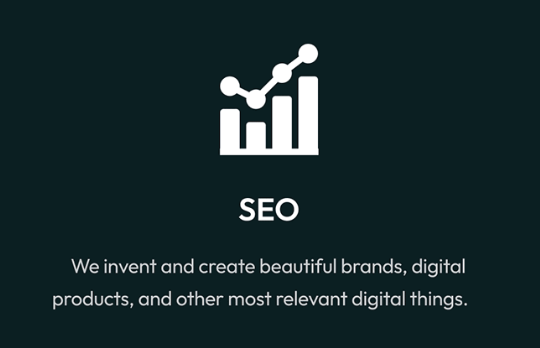 SEO
We invent and create beautiful brands, digital
products, and other most relevant digital things.